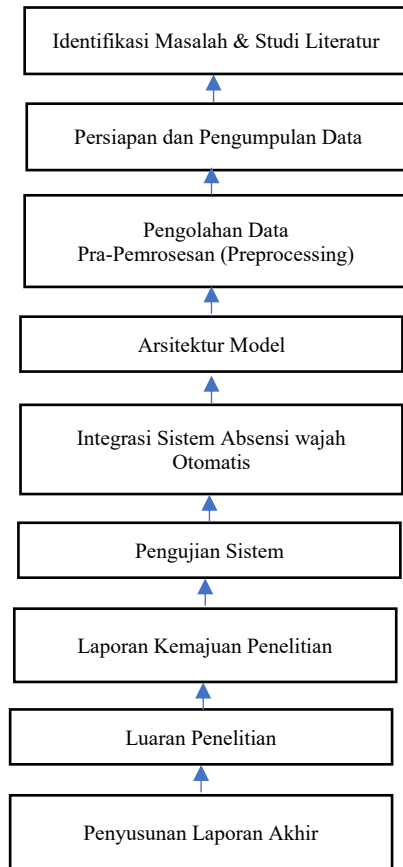 Identifikasi Masalah & Studi Literatur
Persiapan dan Pengumpulan Data
Pengolahan Data
Pra-Pemrosesan (Preprocessing)
Arsitektur Model
Integrasi Sistem Absensi wajah
Otomatis
Pengujian Sistem
Laporan Kemajuan Penelitian
Luaran Penelitian
Penyusunan Laporan Akhir